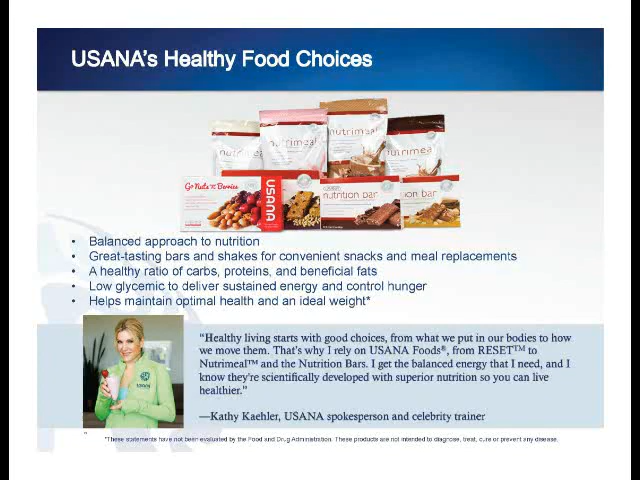 USANA's Healthy Food Choices
nutrimeal
nutrimeal
nutrimeal
nutrimeal
Go Nuts 'n Berries
USANA
nutrition bar
nutrition bar
• Balanced approach to nutrition
• Great-tasting bars and shakes for convenient snacks and meal replacements
• A healthy ratio of carbs, proteins, and beneficial fats
• Low glycemic to deliver sustained energy and control hunger
• Helps maintain optimal health and an ideal weight*
"Healthy living starts with good choices, from what we put in our bodies to how
we move them. That's why I rely on USANA Foods®, from RESET™ to
Nutrimeal™ and the Nutrition Bars. I get the balanced energy that I need, and I
know they're scientifically developed with superior nutrition so you can live
healthier."
—Kathy Kaehler, USANA spokesperson and celebrity trainer
*These statements have not been evaluated by the Food and Drug Administration. These products are not intended to diagnose, treat, cure or prevent any disease.